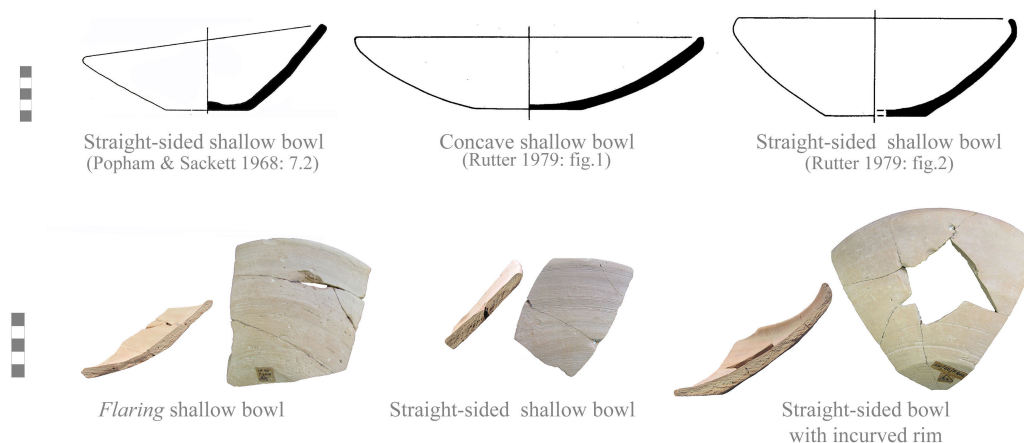 Straight-sided shallow bowl
(Popham & Sackett 1968: 7.2)
Concave shallow bowl
(Rutter 1979: fig.1)
Straight-sided shallow bowl
(Rutter 1979: fig.2)
Flaring shallow bowl
Straight-sided shallow bowl
Straight-sided bowl
with incurved rim